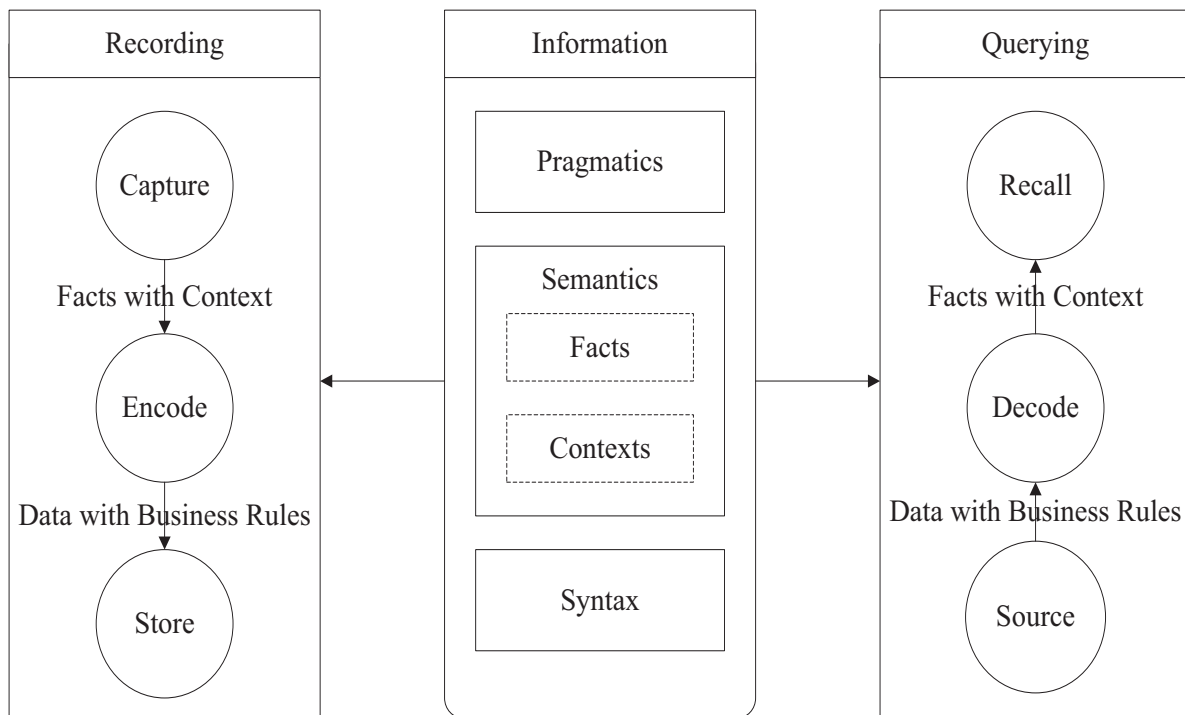 Recording
Capture
Facts with Context
Encode
Data with Business Rules
Store
Information
Pragmatics
Semantics
Facts
Contexts
Syntax
Querying
Recall
Facts with Context
Decode
Data with Business Rules
Source